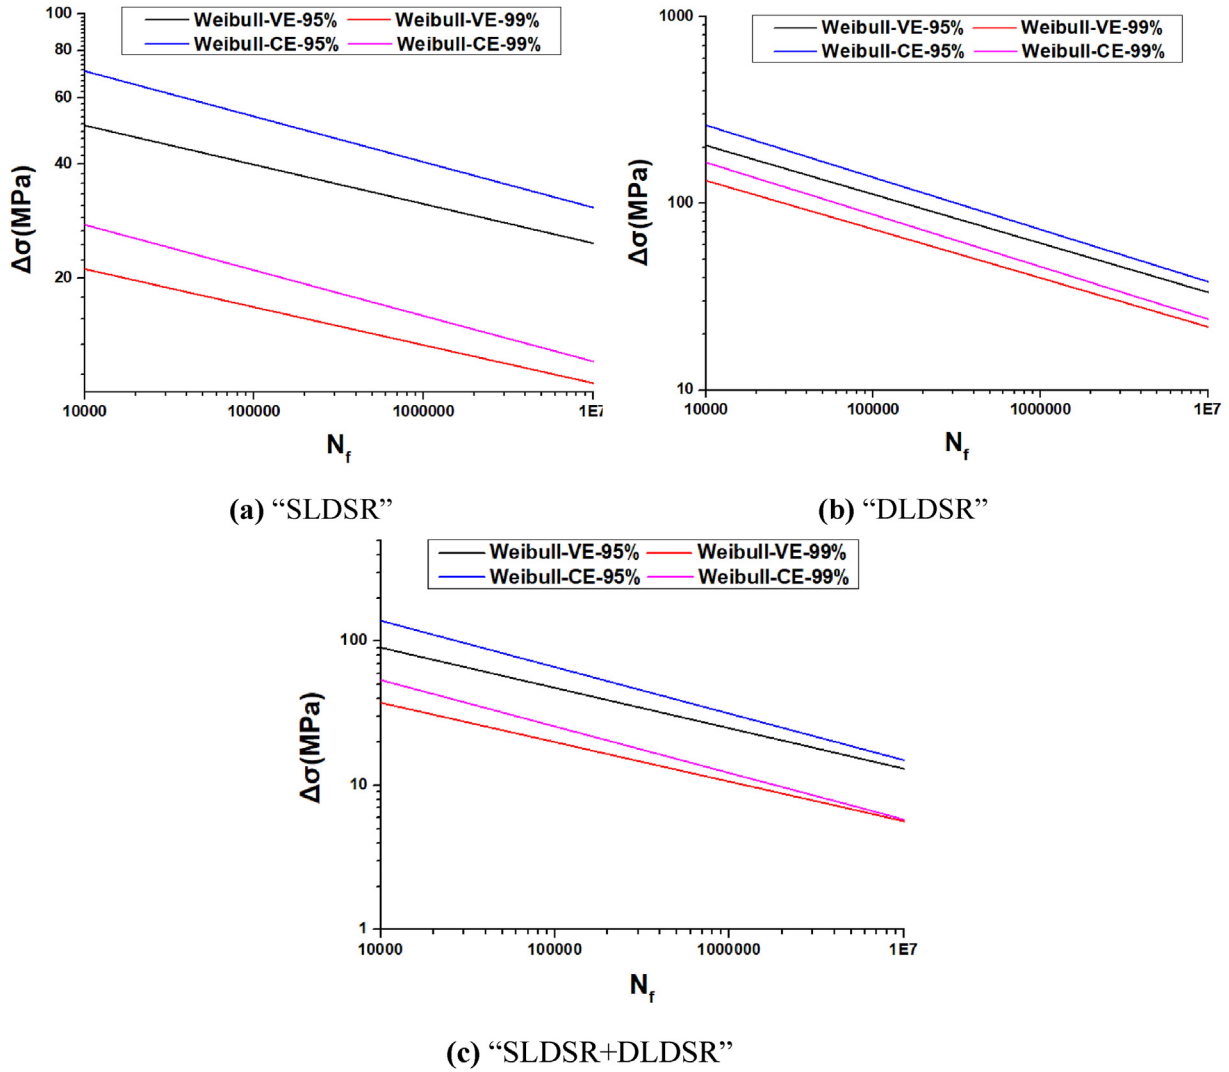 Weibull-VE-95% Weibull-VE-99%
Weibull-CE-95% Weibull-CE-99%
100
80
60
40
20
Δσ(MPa)
10000 100000 1000000 1E7
N_f
(a) “SLDSR”
Weibull-VE-95% Weibull-VE-99%
Weibull-CE-95% Weibull-CE-99%
1000
100
10
Δσ(MPa)
10000 100000 1000000 1E7
N_f
(b) “DLDSR”
Weibull-VE-95% Weibull-VE-99%
Weibull-CE-95% Weibull-CE-99%
100
10
1
Δσ(MPa)
10000 100000 1000000 1E7
N_f
(c) “SLDSR+DLDSR”